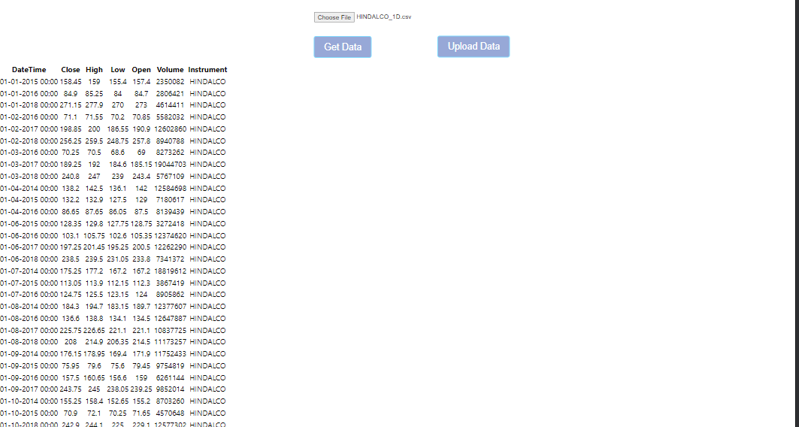 Choose File HINDALCO_1D.csv
Get Data Upload Data
DateTime Close High Low Open Volume Instrument
01-01-2015 00:00 158.45 159 155.4 157.4 2350082 HINDALCO
01-01-2016 00:00 84.9 85.25 84 84.7 2806421 HINDALCO
01-01-2018 00:00 271.15 277.9 270 273 4614411 HINDALCO
01-02-2016 00:00 71.1 71.55 70.2 70.85 5582032 HINDALCO
01-02-2017 00:00 198.85 200 186.55 190.9 12602860 HINDALCO
01-02-2018 00:00 256.25 259.5 248.75 257.8 8940788 HINDALCO
01-03-2016 00:00 70.25 70.5 68.6 69 8273262 HINDALCO
01-03-2017 00:00 189.25 192 184.6 185.15 19044703 HINDALCO
01-03-2018 00:00 240.8 247 239 243.4 5767109 HINDALCO
01-04-2014 00:00 138.2 142.5 136.1 142 12584698 HINDALCO
01-04-2015 00:00 132.2 132.9 127.5 129 7180617 HINDALCO
01-04-2016 00:00 86.65 87.65 86.05 87.5 8139439 HINDALCO
01-06-2015 00:00 128.35 129.8 127.75 128.75 3272418 HINDALCO
01-06-2016 00:00 103.1 105.75 102.6 105.35 12374620 HINDALCO
01-06-2017 00:00 197.25 201.45 195.25 200.5 12262290 HINDALCO
01-06-2018 00:00 238.5 239.5 231.05 233.8 7341372 HINDALCO
01-07-2014 00:00 175.25 177.2 167.2 167.2 18819612 HINDALCO
01-07-2015 00:00 113.05 113.9 112.15 112.3 3867419 HINDALCO
01-07-2016 00:00 124.75 125.5 123.15 124 8905862 HINDALCO
01-08-2014 00:00 184.3 194.7 183.15 189.7 12377607 HINDALCO
01-08-2016 00:00 136.6 138.8 134.1 134.5 12647887 HINDALCO
01-08-2017 00:00 225.75 226.65 221.1 221.1 10837725 HINDALCO
01-08-2018 00:00 208 214.9 206.35 214.5 11173257 HINDALCO
01-09-2014 00:00 176.15 178.95 169.4 171.9 11752433 HINDALCO
01-09-2015 00:00 75.95 79.6 75.6 79.45 9754819 HINDALCO
01-09-2016 00:00 157.5 160.65 156.6 159 6261144 HINDALCO
01-09-2017 00:00 243.75 245 238.05 239.25 9852014 HINDALCO
01-10-2014 00:00 155.25 158.4 152.65 155.2 8703260 HINDALCO
01-10-2015 00:00 70.9 72.1 70.25 71.65 4570648 HINDALCO
01-10-2018 00:00 242.9 244.1 225 229.1 12577302 HINDALCO